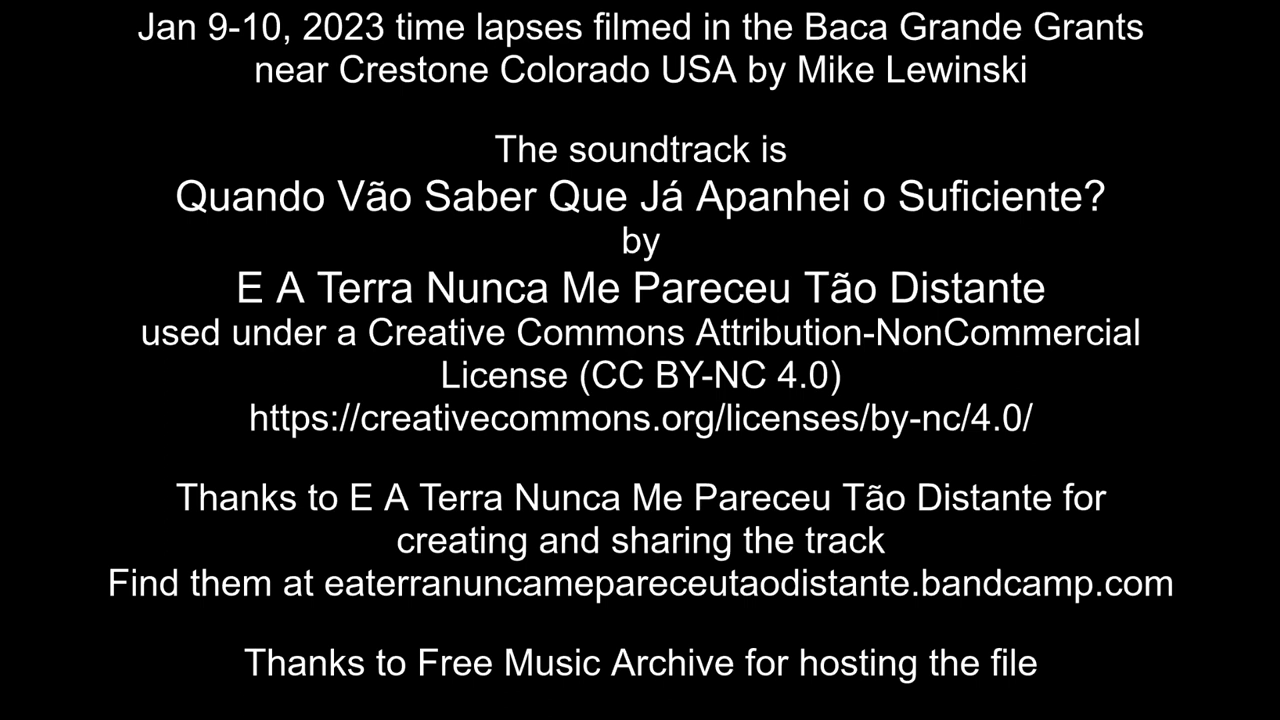 Jan 9-10, 2023 time lapses filmed in the Baca Grande Grants
near Crestone Colorado USA by Mike Lewinski
The soundtrack is
Quando Vão Saber Que Já Apanhei o Suficiente?
by
E A Terra Nunca Me Pareceu Tão Distante
used under a Creative Commons Attribution-NonCommercial
License (CC BY-NC 4.0)
https://creativecommons.org/licenses/by-nc/4.0/
Thanks to E A Terra Nunca Me Pareceu Tão Distante for
creating and sharing the track
Find them at eaterranuncamepareceutaodistante.bandcamp.com
Thanks to Free Music Archive for hosting the file